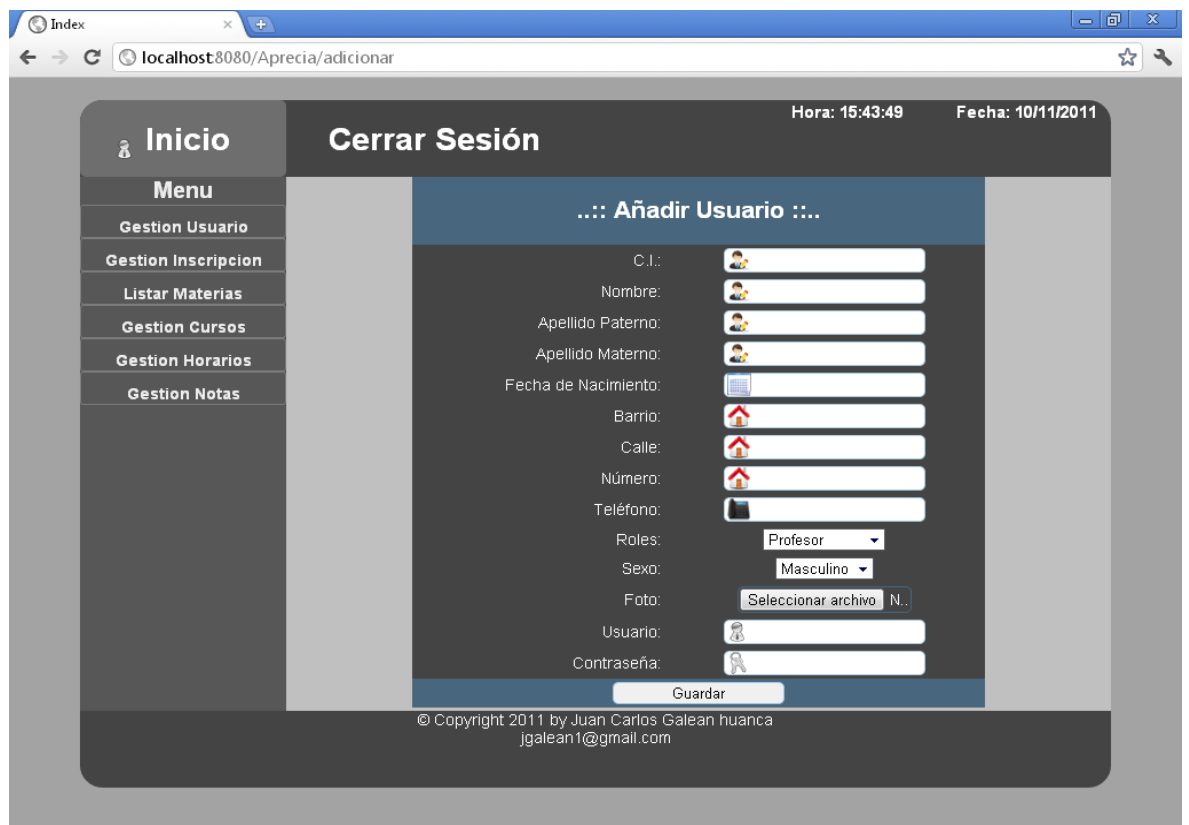 Index
localhost:8080/Aprecia/adicionar
Hora: 15:43:49 Fecha: 10/11/2011
Inicio Cerrar Sesión
Menu
Gestion Usuario
Gestion Inscripcion
Listar Materias
Gestion Cursos
Gestion Horarios
Gestion Notas
..:: Añadir Usuario ::..
C.I.:
Nombre:
Apellido Paterno:
Apellido Materno:
Fecha de Nacimiento:
Barrio:
Calle:
Número:
Teléfono:
Roles: Profesor
Sexo: Masculino
Foto: Seleccionar archivo N..
Usuario:
Contraseña:
Guardar
© Copyright 2011 by Juan Carlos Galean huanca
jgalean1@gmail.com